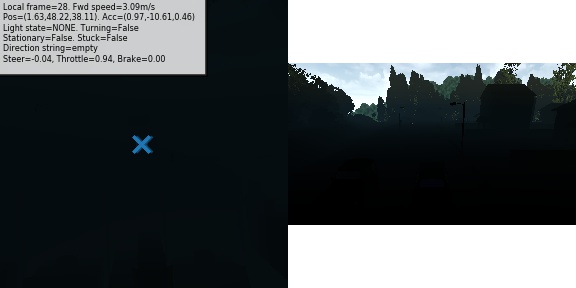 Local frame=28. Fwd speed=3.09m/s
Pos=(1.63,48.22,38.11). Acc=(0.97,-10.61,0.46)
Light state=NONE. Turning=False
Stationary=False. Stuck=False
Direction string=empty
Steer=-0.04, Throttle=0.94, Brake=0.00